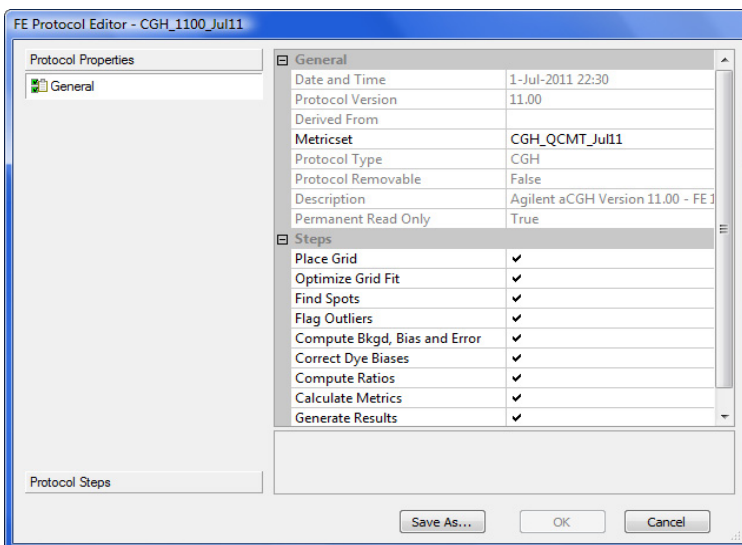 FE Protocol Editor - CGH_1100_Jul11
Protocol Properties
General
Protocol Steps
General
Date and Time 1-Jul-2011 22:30
Protocol Version 11.00
Derived From
Metricset CGH_QCMT_Jul11
Protocol Type CGH
Protocol Removable False
Description Agilent aCGH Version 11.00 - FE 1
Permanent Read Only True
Steps
Place Grid
Optimize Grid Fit
Find Spots
Flag Outliers
Compute Bkgd, Bias and Error
Correct Dye Biases
Compute Ratios
Calculate Metrics
Generate Results
Save As...
OK
Cancel